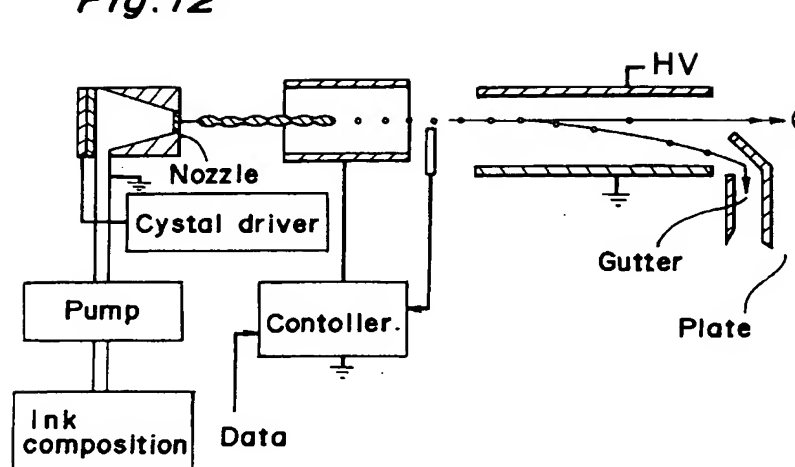 Fig.12
HV
Nozzle
Cystal driver
Gutter
Pump
Contoller.
Plate
Ink
composition
Data